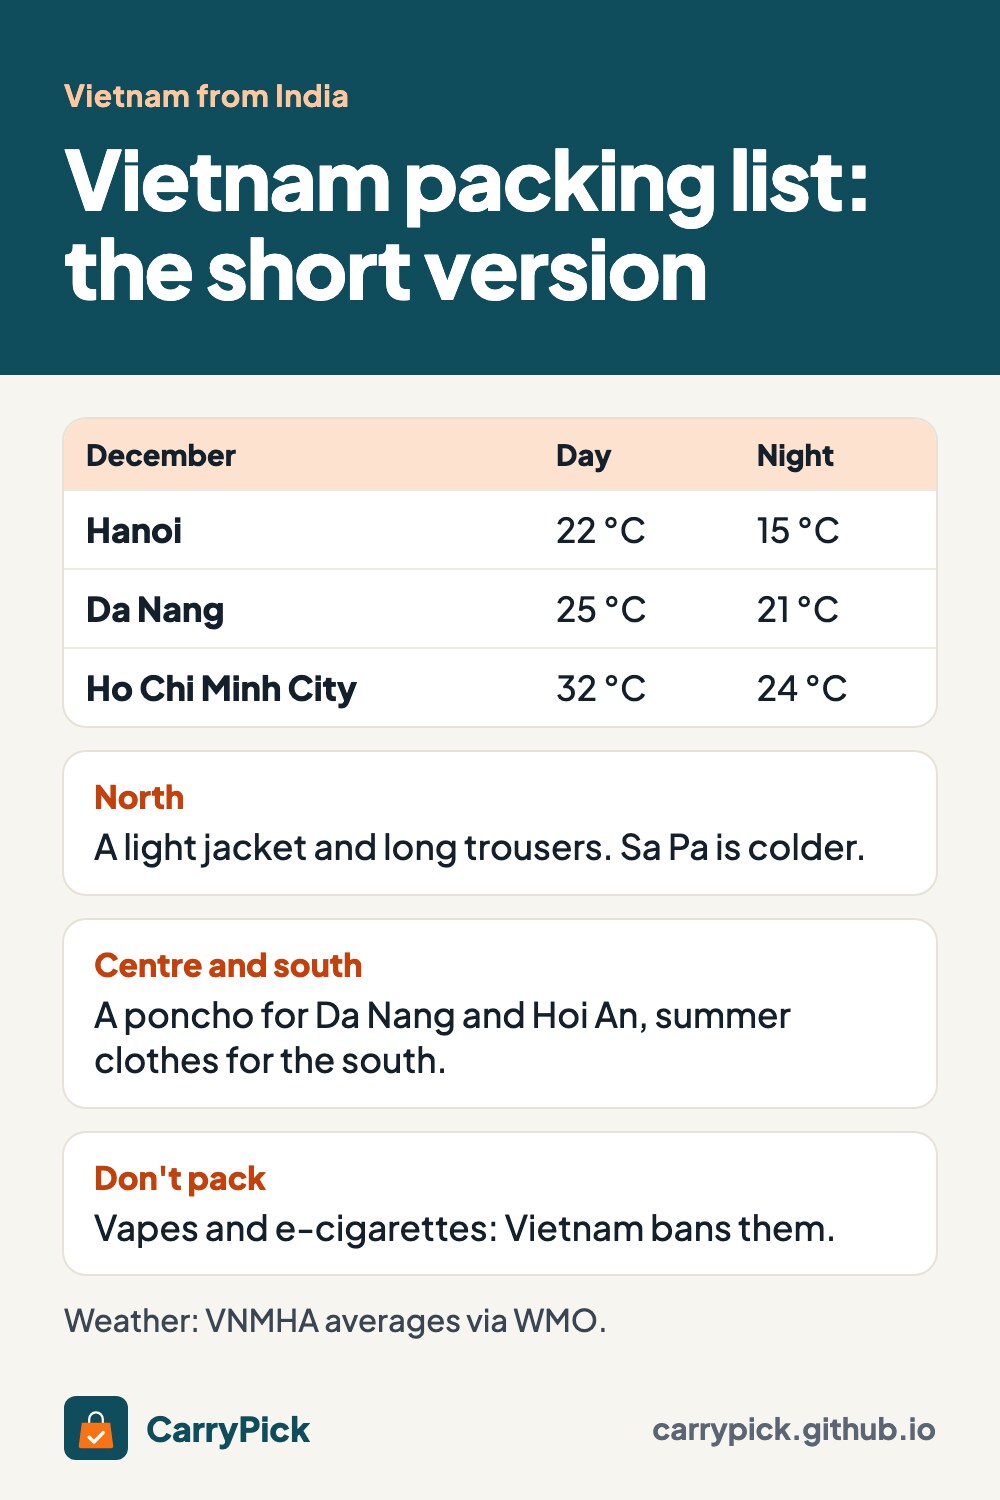 Vietnam from India
Vietnam packing list:
the short version
December Day Night
Hanoi 22 °C 15 °C
Da Nang 25 °C 21 °C
Ho Chi Minh City 32 °C 24 °C
North
A light jacket and long trousers. Sa Pa is colder.
Centre and south
A poncho for Da Nang and Hoi An, summer
clothes for the south.
Don't pack
Vapes and e-cigarettes: Vietnam bans them.
Weather: VNMHA averages via WMO.
CarryPick carrypick.github.io